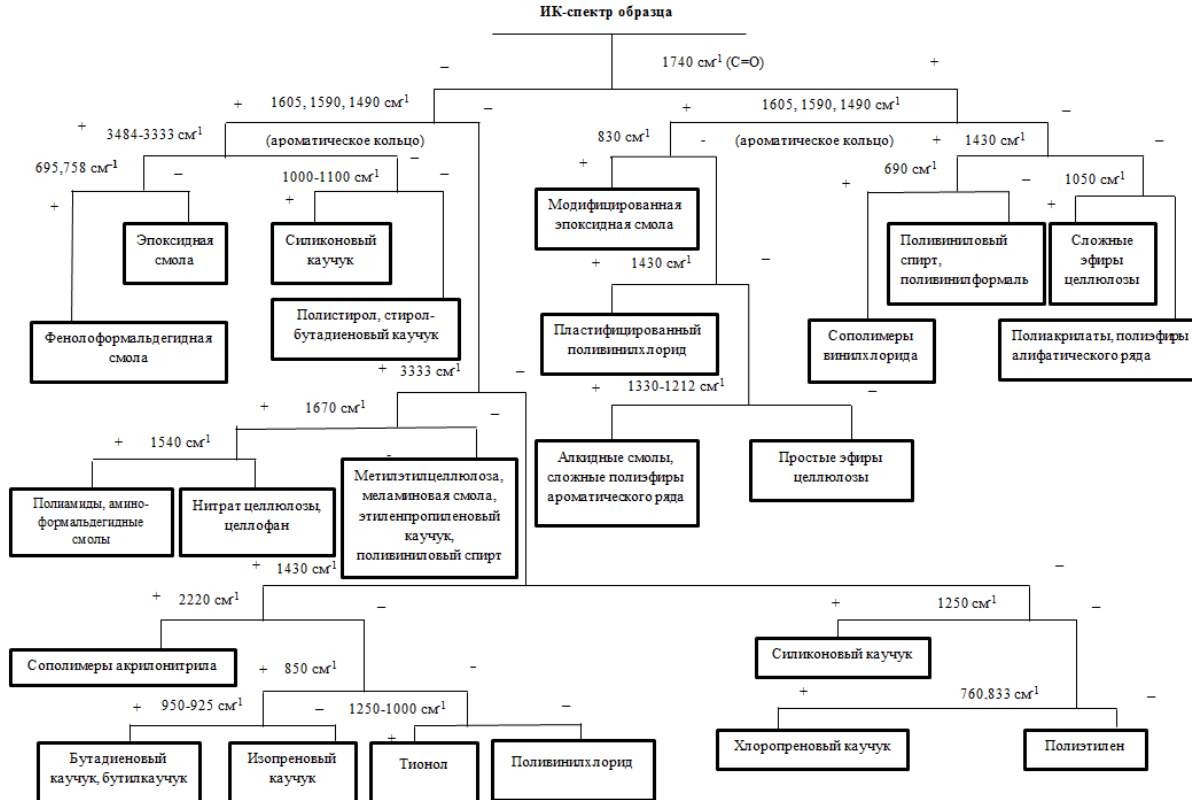 ИК-спектр образца
1740 см-1 (C=O)
–
+
+ 1605, 1590, 1490 см-1 –
(ароматическое кольцо)
+ 1605, 1590, 1490 см-1 –
(ароматическое кольцо)
+ 3484-3333 см-1 –
830 см-1
+ -
+ 1430 см-1 –
695,758 см-1
+ –
1000-1100 см-1
+ –
690 см-1
+ –
1050 см-1
+
Эпоксидная
смола
Силиконовый
каучук
Модифицированная
эпоксидная смола
Поливиниловый
спирт,
поливинилформаль
Сложные
эфиры
целлюлозы
+ 1430 см-1 –
Фенолоформальдегидная
смола
Полистирол, стирол-
бутадиеновый каучук
Пластифицированный
поливинилхлорид
Сополимеры
винилхлорида
Полиакрилаты, полиэфиры
алифатического ряда
+ 3333 см-1 –
+ 1330-1212 см-1 –
+ 1670 см-1 –
+ 1540 см-1
Полиамиды, амино-
формальдегидные
смолы
Нитрат целлюлозы,
целлофан
Метилэтилцеллюлоза,
меламиновая смола,
этиленпропиленовый
каучук,
поливиниловый спирт
Алкидные смолы,
сложные полиэфиры
ароматического ряда
Простые эфиры
целлюлозы
+ 1430 см-1 –
+ 2220 см-1 –
+ 1250 см-1 –
Сополимеры акрилонитрила
Силиконовый каучук
+ 850 см-1 -
+ 760.833 см-1 –
+ 950-925 см-1 –
1250-1000 см-1
+ –
Бутадиеновый
каучук, бутилкаучук
Изопреновый
каучук
Тионол
Поливинилхлорид
Хлоропреновый каучук
Полиэтилен